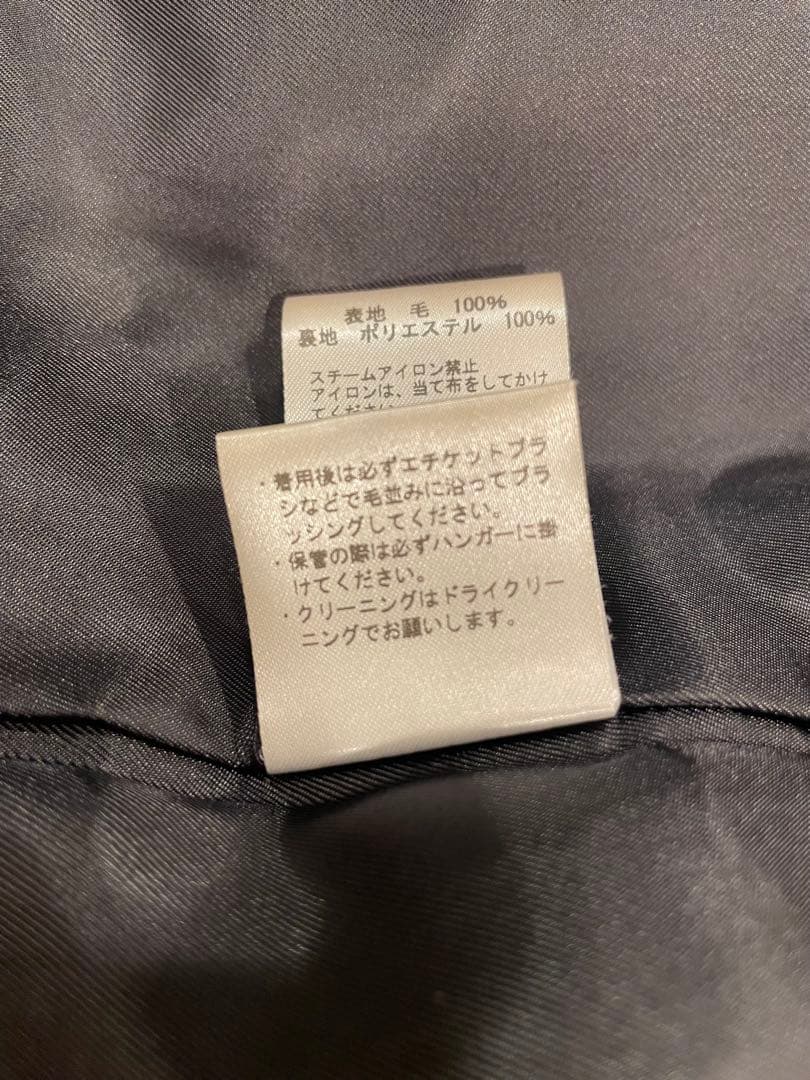 表地 毛 100%
裏地 ポリエステル 100%
スチームアイロン禁止
アイロンは、当て布をしてかけ
てください
・着用後は必ずエチケットブラ
シなどで毛並みに沿ってブラ
ッシングしてください。
・保管の際は必ずハンガーに掛
けてください。
・クリーニングはドライクリー
ニングでお願いします。